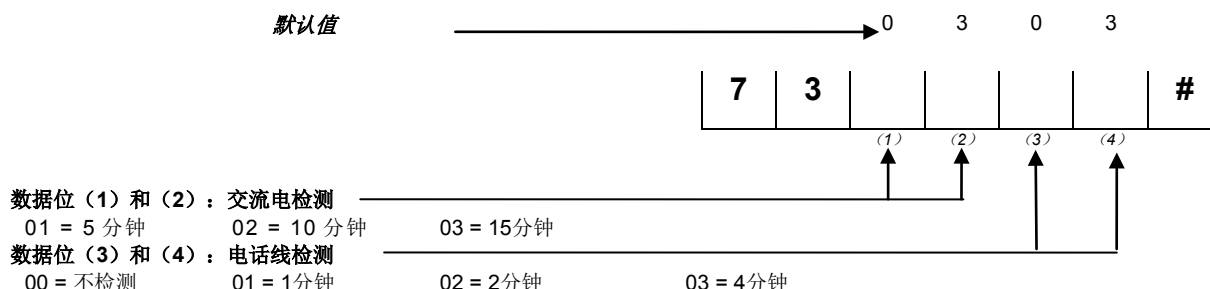 默认值 0 3 0 3
7 3 #
(1) (2) (3) (4)
数据位（1）和（2）：交流电检测
01 = 5 分钟 02 = 10 分钟 03 = 15分钟
数据位（3）和（4）：电话线检测
00 = 不检测 01 = 1分钟 02 = 2分钟 03 = 4分钟